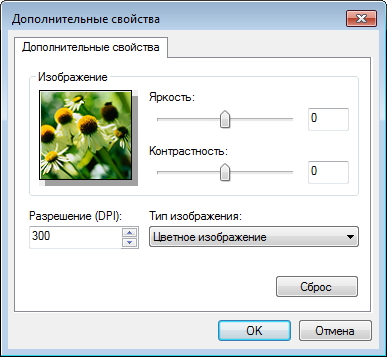 Дополнительные свойства
Дополнительные свойства
Изображение
Яркость:
0
Контрастность:
0
Разрешение (DPI):
300
Тип изображения:
Цветное изображение
Сброс
OK
Отмена